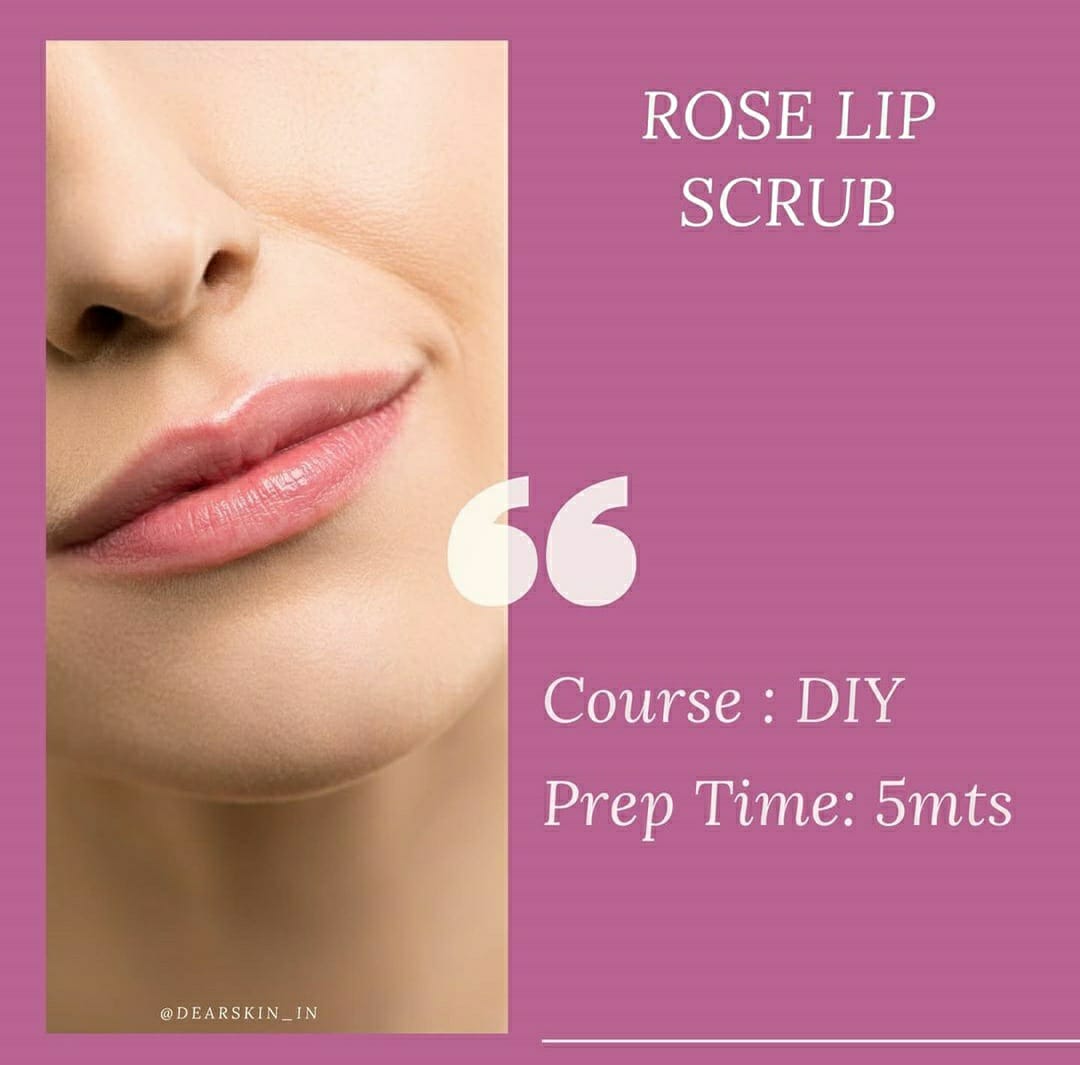 ROSE LIP
SCRUB
“
Course : DIY
Prep Time: 5mts
@DEARSKIN_IN